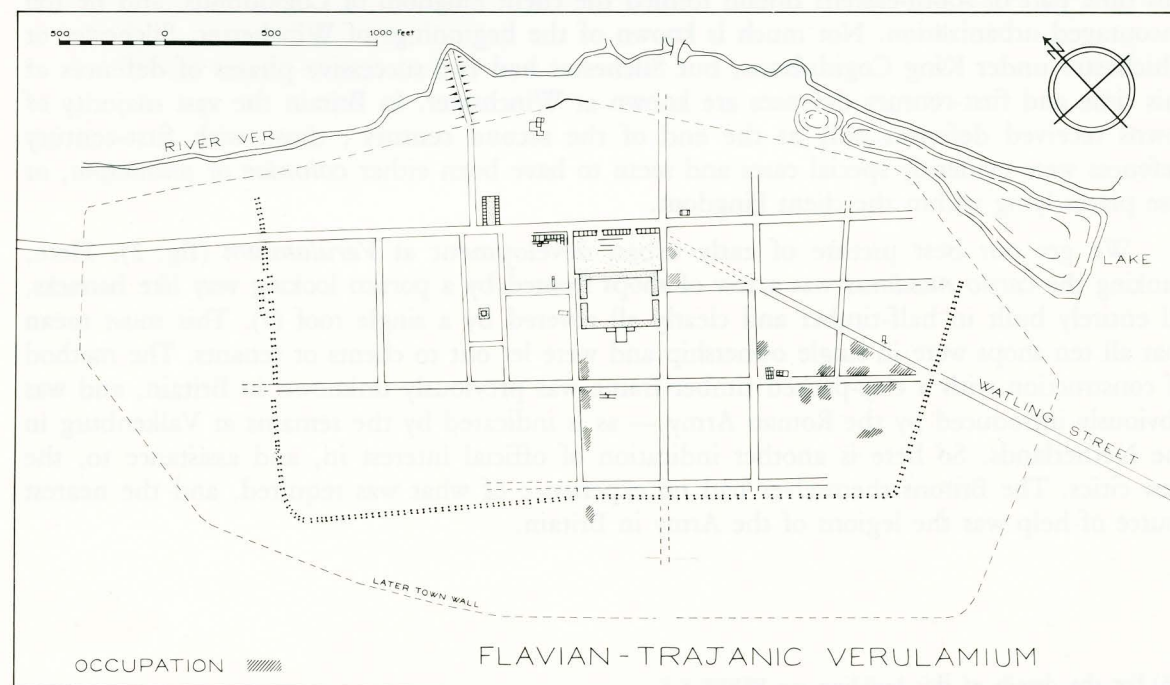 500 0 500 1000 Feet
N
RIVER VER
LAKE
WATLING STREET
LATER TOWN WALL
OCCUPATION
FLAVIAN-TRAJANIC VERULAMIUM